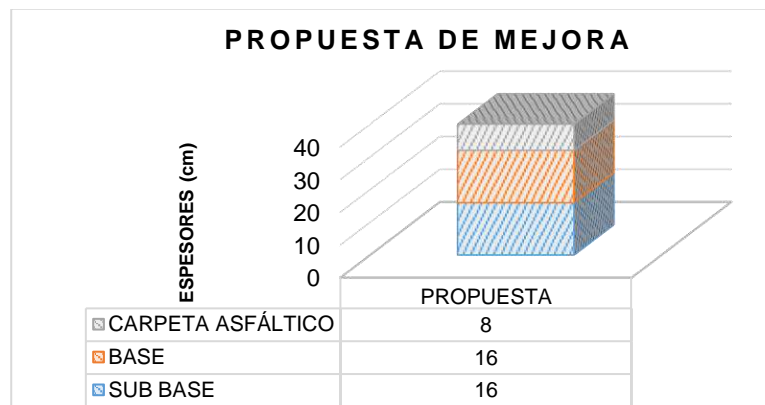 PROPUESTA DE MEJORA
ESPESORES (cm)
40
30
20
10
0
PROPUESTA
CARPETA ASFÁLTICO 8
BASE 16
SUB BASE 16